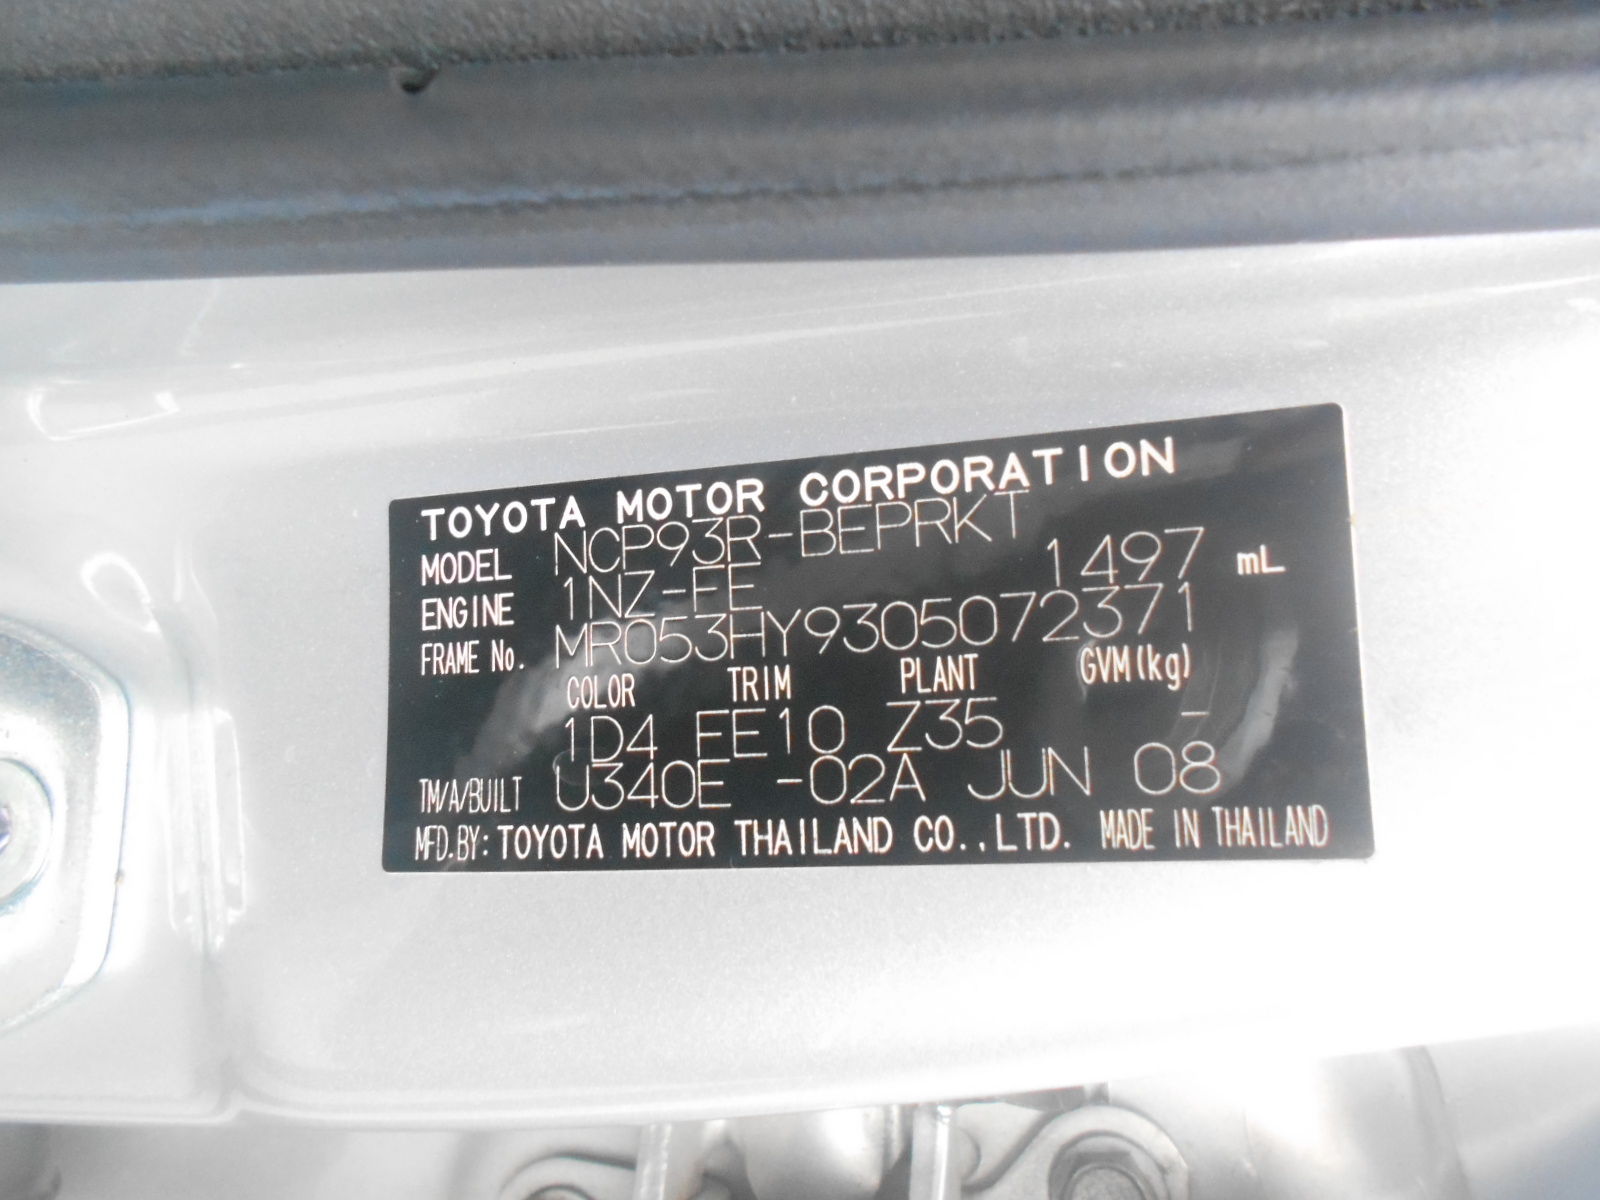 TOYOTA MOTOR CORPORATION
MODEL NCP93R-BEPRKT
ENGINE 1NZ-FE 1497 mL
FRAME No. MR053HY9305072371
COLOR TRIM PLANT GVM(kg)
1D4 FE10 Z35 -
TM/A/BUILT U340E -02A JUN 08
MFD.BY: TOYOTA MOTOR THAILAND CO.,LTD. MADE IN THAILAND